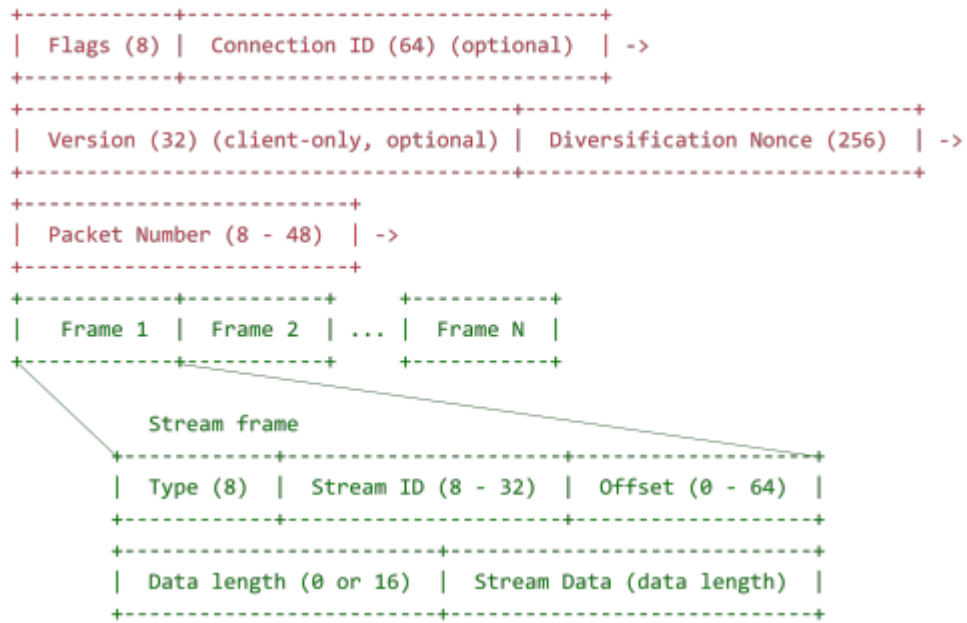 | Flags (8) | Connection ID (64) (optional) | ->
| Version (32) (client-only, optional) | Diversification Nonce (256) | ->
| Packet Number (8 - 48) | ->
| Frame 1 | Frame 2 | ... | Frame N |
Stream frame
| Type (8) | Stream ID (8 - 32) | Offset (0 - 64) |
| Data length (0 or 16) | Stream Data (data length) |